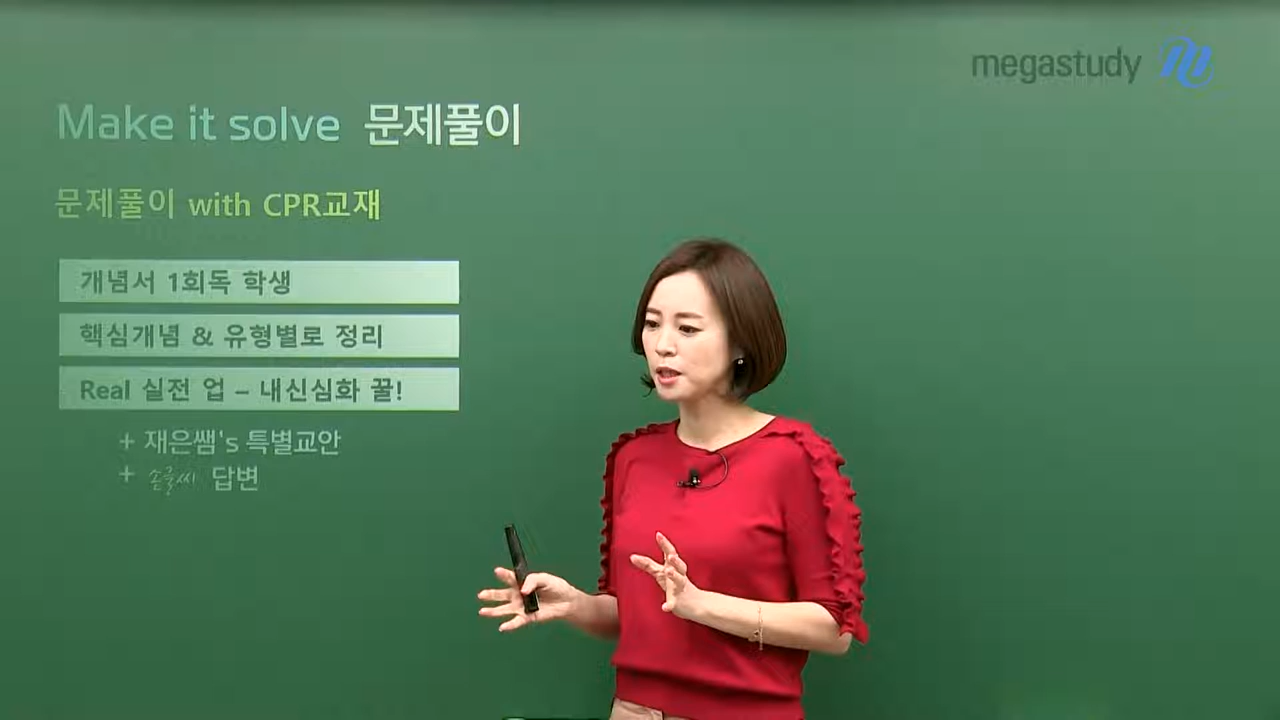 megastudy
Make it solve 문제풀이
문제풀이 with CPR교재
개념서 1회독 학생
핵심개념 & 유형별로 정리
Real 실전 업 – 내신심화 꿀!
+ 재은쌤's 특별교안
+ 손글씨 답변